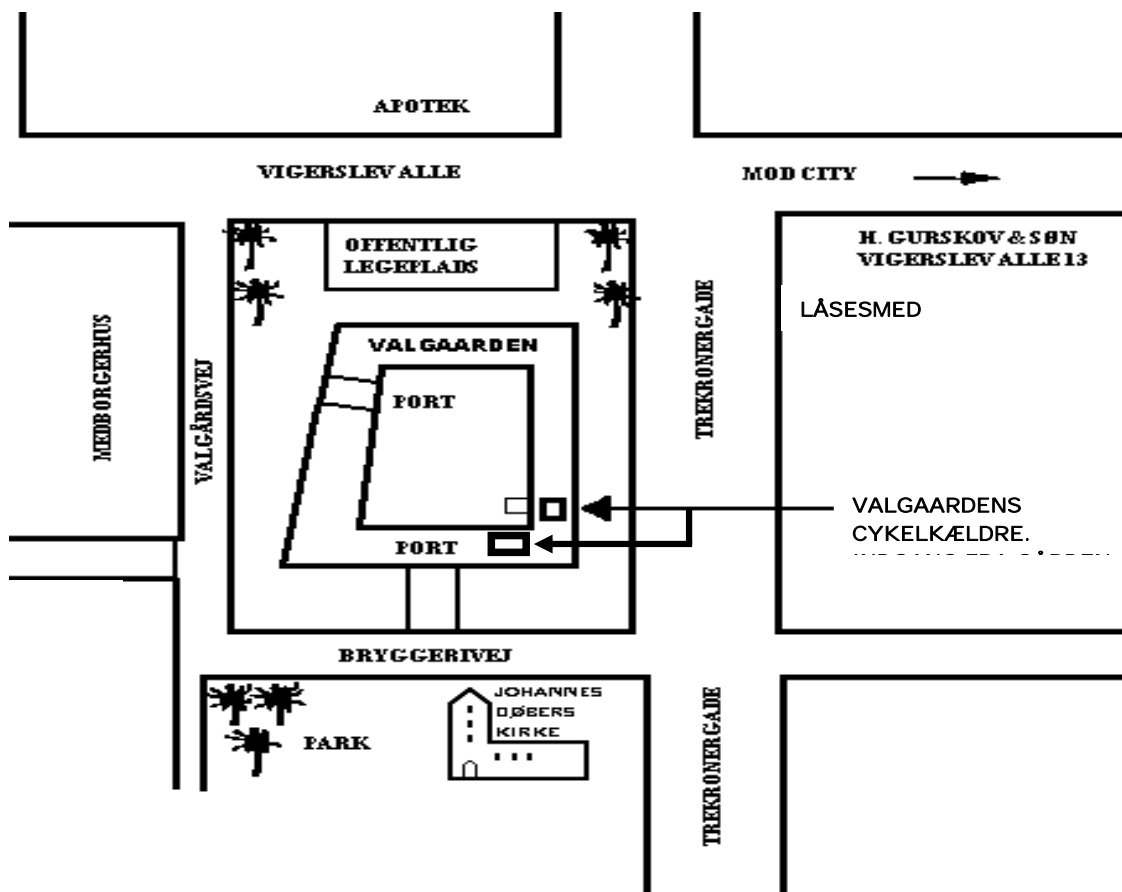 APOTEK
VIGERSLEV ALLE
MOD CITY
OFFENTLIG
LEGEPLADS
H. GURSKOV & SØN
VIGERSLEV ALLE 13
LÅSESMED
MEDBORGERHUS
VALGÅRDSVEJ
VALGAARDEN
PORT
TREKRONERGADE
VALGAARDENS
CYKELKÆLDRE.
PORT
BRYGGERIVEJ
JOHANNES
DØBERS
KIRKE
PARK
TREKRONERGADE